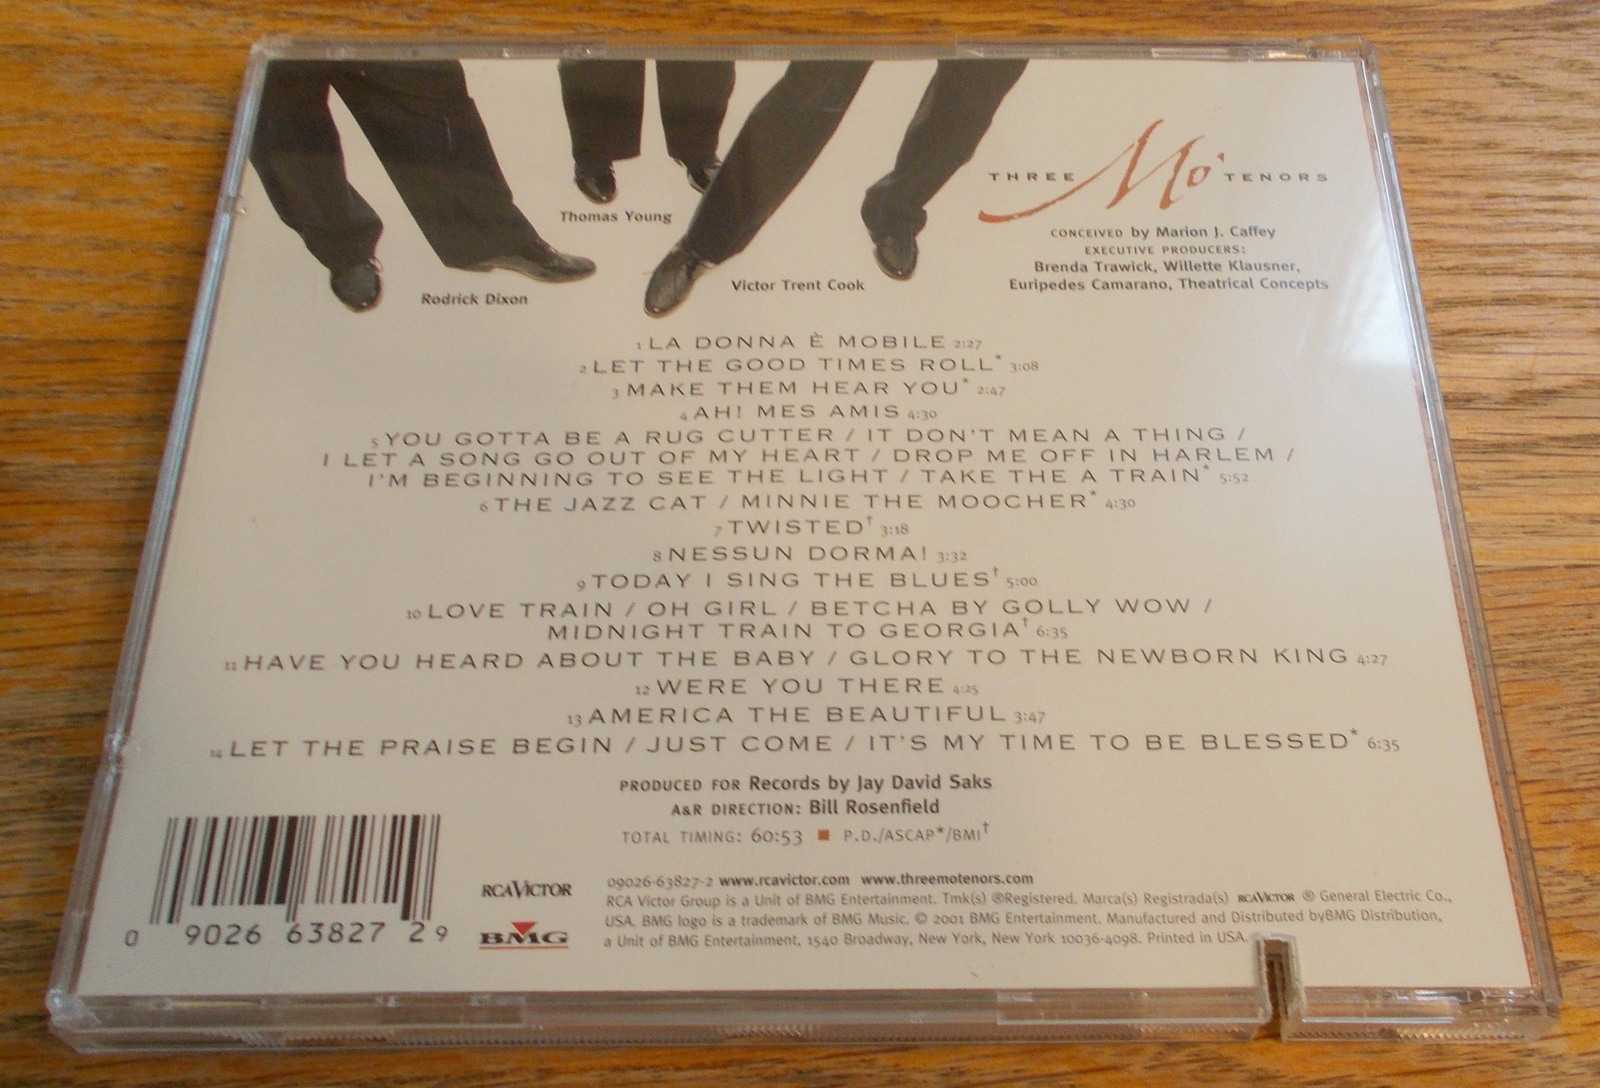 THREE Mo' TENORS
CONCEIVED by Marion J. Caffey
EXECUTIVE PRODUCERS:
Brenda Trawick, Willette Klausner,
Euripedes Camarano, Theatrical Concepts
Thomas Young
Rodrick Dixon
Victor Trent Cook
1 LA DONNA È MOBILE 2:27
2 LET THE GOOD TIMES ROLL* 3:08
3 MAKE THEM HEAR YOU* 2:47
4 AH! MES AMIS 4:30
5 YOU GOTTA BE A RUG CUTTER / IT DON'T MEAN A THING /
I LET A SONG GO OUT OF MY HEART / DROP ME OFF IN HARLEM /
I'M BEGINNING TO SEE THE LIGHT / TAKE THE A TRAIN* 5:52
6 THE JAZZ CAT / MINNIE THE MOOCHER* 4:30
7 TWISTED† 3:18
8 NESSUN DORMA! 3:32
9 TODAY I SING THE BLUES† 5:00
10 LOVE TRAIN / OH GIRL / BETCHA BY GOLLY WOW /
MIDNIGHT TRAIN TO GEORGIA† 6:35
11 HAVE YOU HEARD ABOUT THE BABY / GLORY TO THE NEWBORN KING 4:27
12 WERE YOU THERE 4:25
13 AMERICA THE BEAUTIFUL 3:47
14 LET THE PRAISE BEGIN / JUST COME / IT'S MY TIME TO BE BLESSED* 6:35
PRODUCED FOR Records by Jay David Saks
A&R DIRECTION: Bill Rosenfield
TOTAL TIMING: 60:53 ■ P.D./ASCAP*/BMI†
0 9026 63827 2 9
RCA VICTOR
BMG
09026-63827-2 www.rcavictor.com www.threemotenors.com
RCA Victor Group is a Unit of BMG Entertainment. Tmk(s) ®Registered. Marca(s) Registrada(s) RCA VICTOR ® General Electric Co.,
USA. BMG logo is a trademark of BMG Music. © 2001 BMG Entertainment. Manufactured and Distributed byBMG Distribution,
a Unit of BMG Entertainment, 1540 Broadway, New York, New York 10036-4098. Printed in USA.